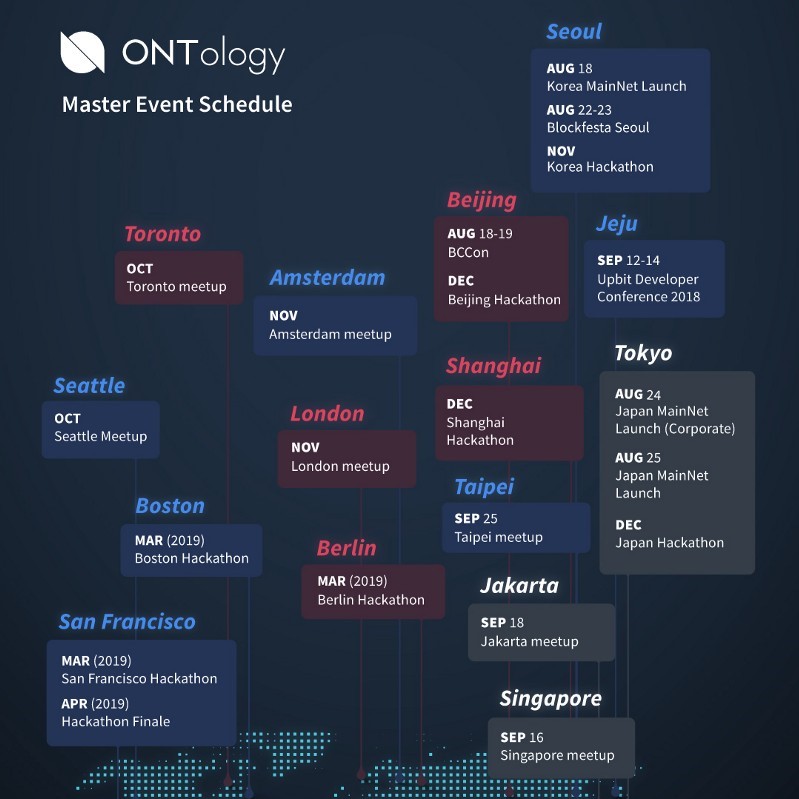 ONTology
Master Event Schedule
Seoul
AUG 18
Korea MainNet Launch
AUG 22-23
Blockfesta Seoul
NOV
Korea Hackathon
Beijing
AUG 18-19
BCCon
DEC
Beijing Hackathon
Jeju
SEP 12-14
Upbit Developer
Conference 2018
Toronto
OCT
Toronto meetup
Amsterdam
NOV
Amsterdam meetup
Tokyo
AUG 24
Japan MainNet
Launch (Corporate)
AUG 25
Japan MainNet
Launch
DEC
Japan Hackathon
Shanghai
DEC
Shanghai
Hackathon
Seattle
OCT
Seattle Meetup
London
NOV
London meetup
Taipei
SEP 25
Taipei meetup
Boston
MAR (2019)
Boston Hackathon
Berlin
MAR (2019)
Berlin Hackathon
Jakarta
SEP 18
Jakarta meetup
San Francisco
MAR (2019)
San Francisco Hackathon
APR (2019)
Hackathon Finale
Singapore
SEP 16
Singapore meetup